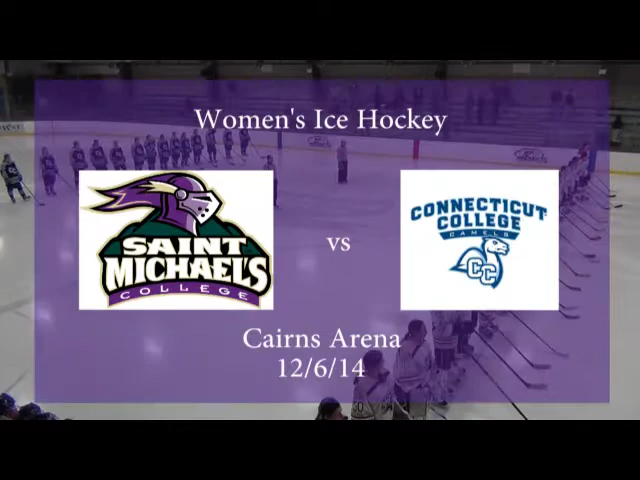 Women's Ice Hockey
SAINT
MICHAEL'S
COLLEGE
vs
CONNECTICUT
COLLEGE
CAMELS
CC
Cairns Arena
12/6/14